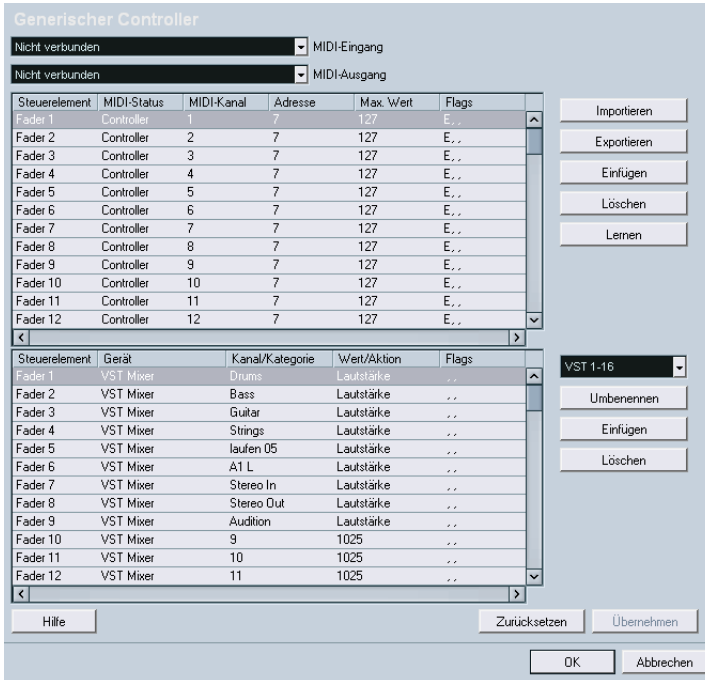 Generischer Controller
Nicht verbunden MIDI-Eingang
Nicht verbunden MIDI-Ausgang
Steuerelement MIDI-Status MIDI-Kanal Adresse Max. Wert Flags
Fader 1 Controller 1 7 127 E, ,
Fader 2 Controller 2 7 127 E, ,
Fader 3 Controller 3 7 127 E, ,
Fader 4 Controller 4 7 127 E, ,
Fader 5 Controller 5 7 127 E, ,
Fader 6 Controller 6 7 127 E, ,
Fader 7 Controller 7 7 127 E, ,
Fader 8 Controller 8 7 127 E, ,
Fader 9 Controller 9 7 127 E, ,
Fader 10 Controller 10 7 127 E, ,
Fader 11 Controller 11 7 127 E, ,
Fader 12 Controller 12 7 127 E, ,
Importieren
Exportieren
Einfügen
Löschen
Lernen
Steuerelement Gerät Kanal/Kategorie Wert/Aktion Flags
Fader 1 VST Mixer Drums Lautstärke , ,
Fader 2 VST Mixer Bass Lautstärke , ,
Fader 3 VST Mixer Guitar Lautstärke , ,
Fader 4 VST Mixer Strings Lautstärke , ,
Fader 5 VST Mixer laufen 05 Lautstärke , ,
Fader 6 VST Mixer A1 L Lautstärke , ,
Fader 7 VST Mixer Stereo In Lautstärke , ,
Fader 8 VST Mixer Stereo Out Lautstärke , ,
Fader 9 VST Mixer Audition Lautstärke , ,
Fader 10 VST Mixer 9 1025 , ,
Fader 11 VST Mixer 10 1025 , ,
Fader 12 VST Mixer 11 1025 , ,
VST 1-16
Umbenennen
Einfügen
Löschen
Hilfe Zurücksetzen Übernehmen
OK Abbrechen